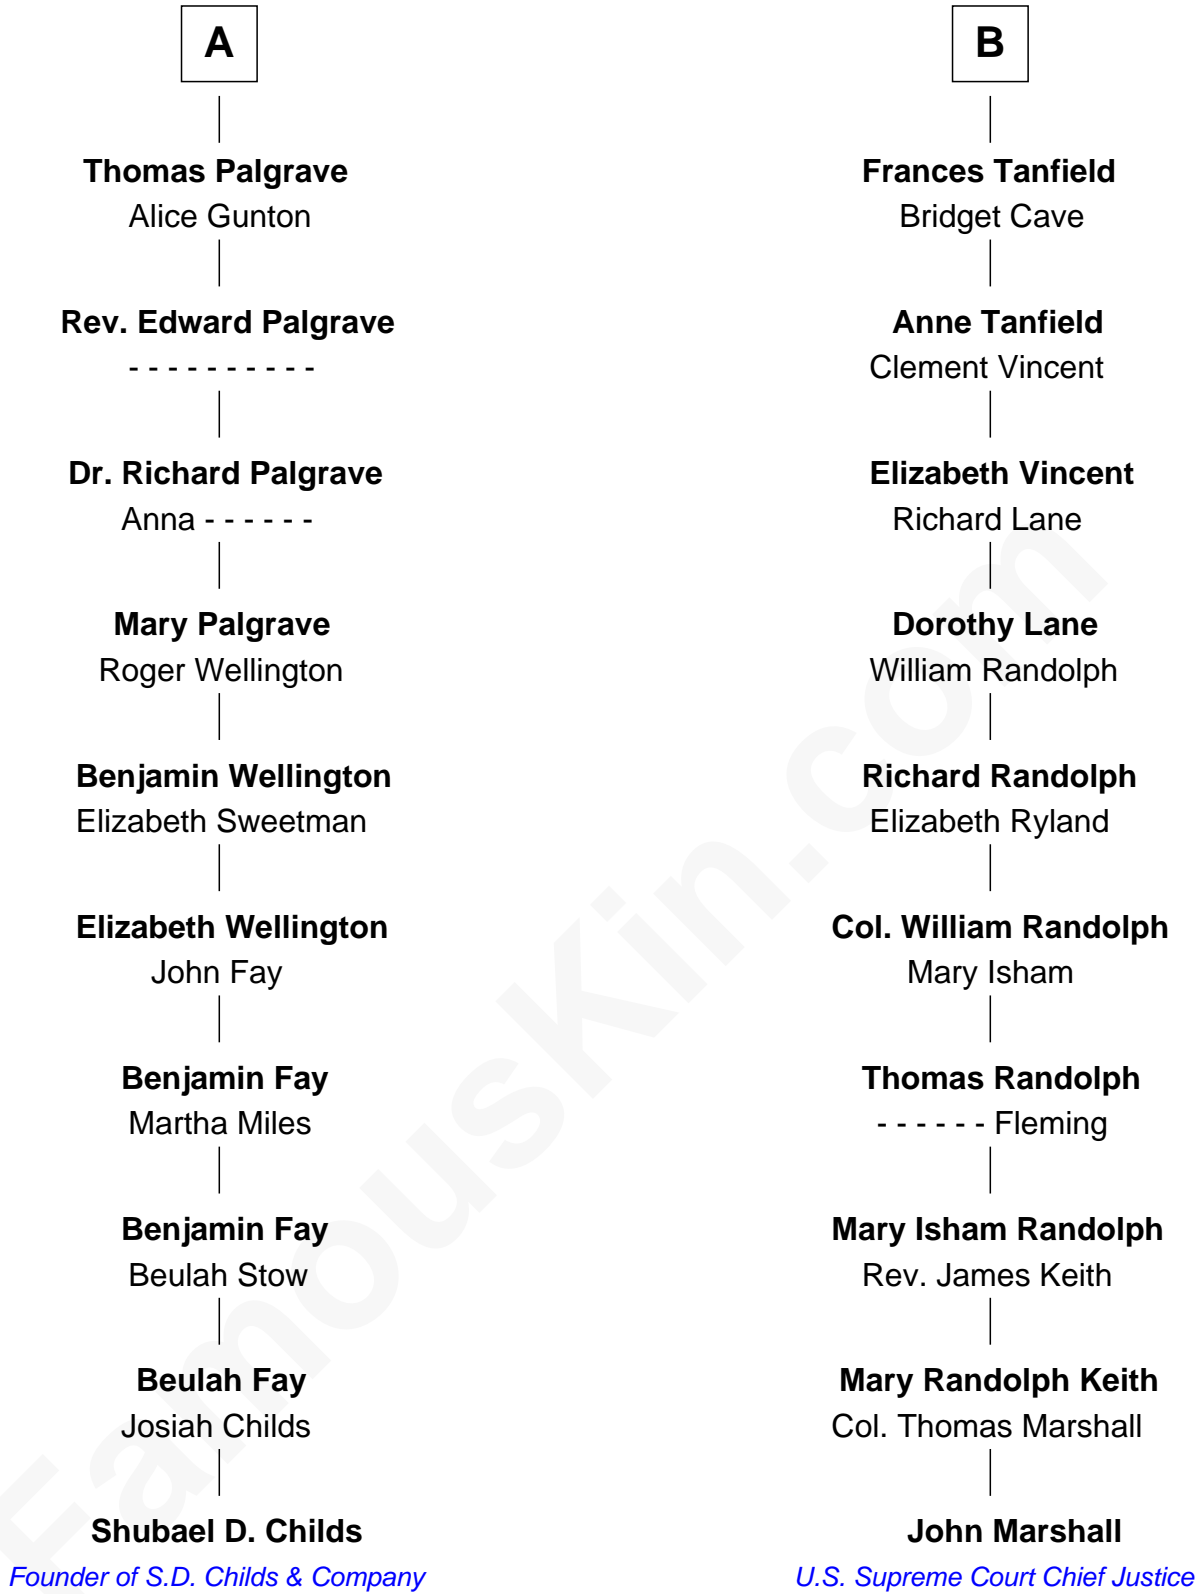 A
Thomas Palgrave
Alice Gunton
Rev. Edward Palgrave
- - - - - - - - - -
Dr. Richard Palgrave
Anna - - - - - -
Mary Palgrave
Roger Wellington
Benjamin Wellington
Elizabeth Sweetman
Elizabeth Wellington
John Fay
Benjamin Fay
Martha Miles
Benjamin Fay
Beulah Stow
Beulah Fay
Josiah Childs
Shubael D. Childs
Founder of S.D. Childs & Company
B
Frances Tanfield
Bridget Cave
Anne Tanfield
Clement Vincent
Elizabeth Vincent
Richard Lane
Dorothy Lane
William Randolph
Richard Randolph
Elizabeth Ryland
Col. William Randolph
Mary Isham
Thomas Randolph
- - - - - - Fleming
Mary Isham Randolph
Rev. James Keith
Mary Randolph Keith
Col. Thomas Marshall
John Marshall
U.S. Supreme Court Chief Justice
FamousKin.com